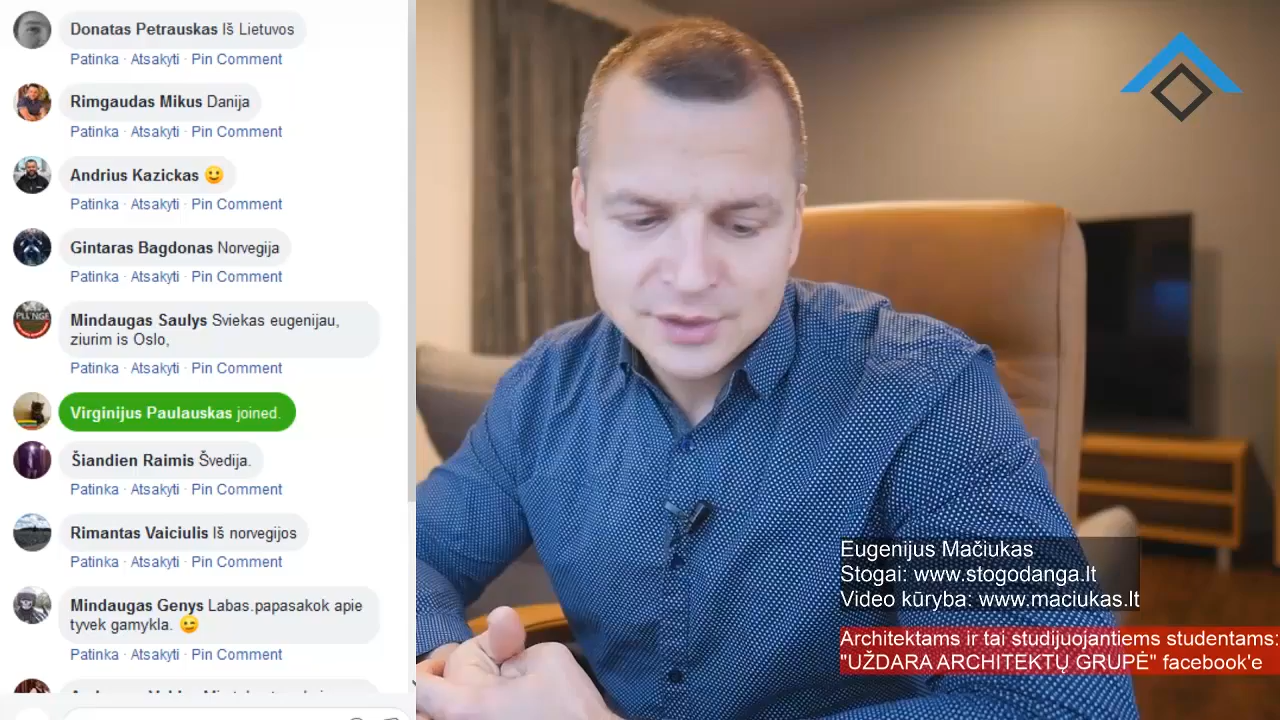 Donatas Petrauskas Iš Lietuvos
Patinka · Atsakyti · Pin Comment
Rimgaudas Mikus Danija
Patinka · Atsakyti · Pin Comment
Andrius Kazickas 🙂
Patinka · Atsakyti · Pin Comment
Gintaras Bagdonas Norvegija
Patinka · Atsakyti · Pin Comment
Mindaugas Saulys Sviekas eugenijau,
ziurim is Oslo,
Patinka · Atsakyti · Pin Comment
Virginijus Paulauskas joined.
Šiandien Raimis Švedija.
Patinka · Atsakyti · Pin Comment
Rimantas Vaiciulis Iš norvegijos
Patinka · Atsakyti · Pin Comment
Mindaugas Genys Labas.papasakok apie
tyvek gamykla. 😉
Patinka · Atsakyti · Pin Comment
Eugenijus Mačiukas
Stogai: www.stogodanga.lt
Video kūryba: www.maciukas.lt
Architektams ir tai studijuojantiems studentams:
"UŽDARA ARCHITEKTŲ GRUPĖ" facebook'e